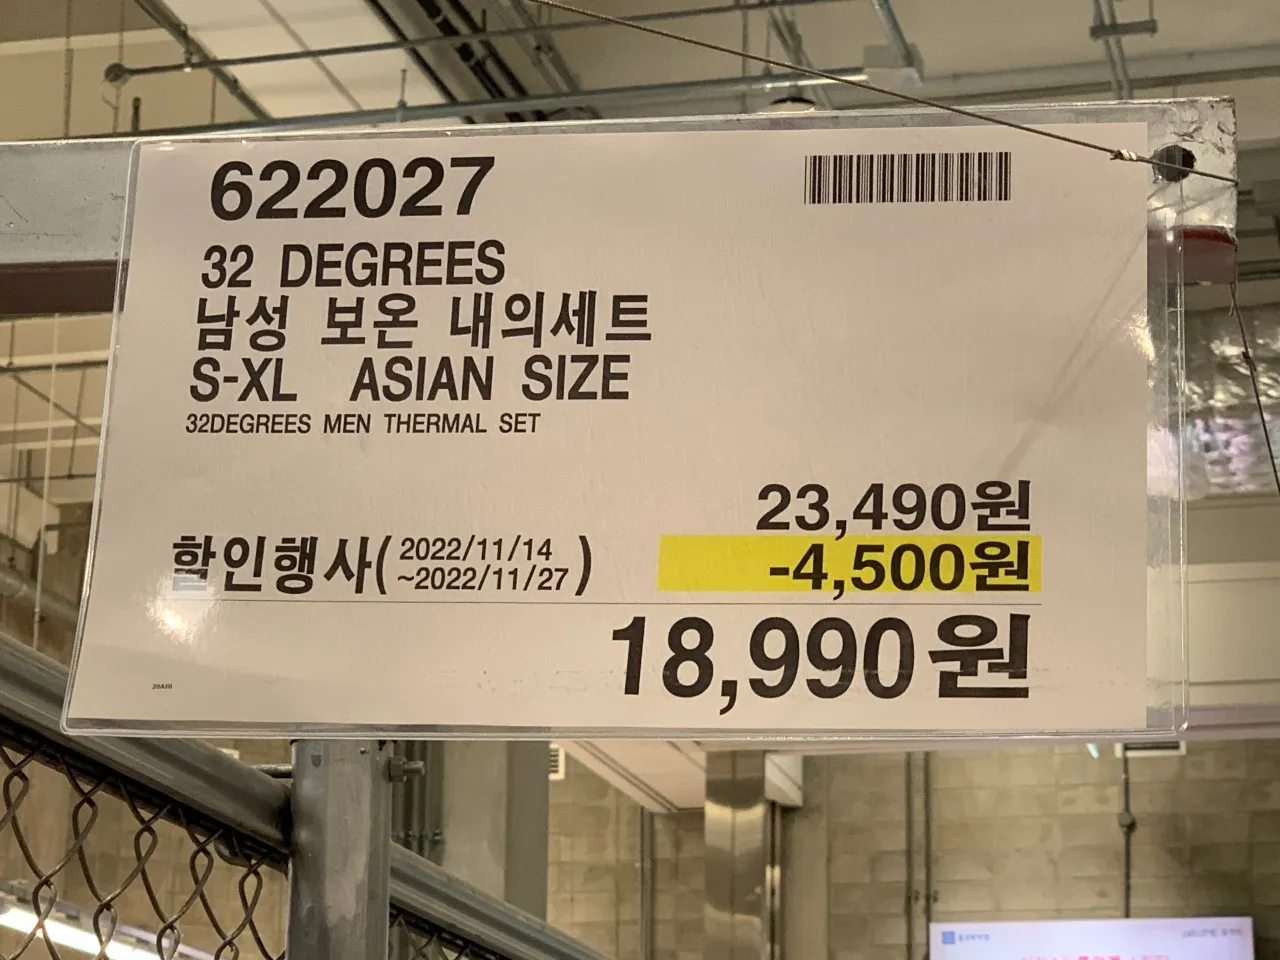 622027
32 DEGREES
남성 보온 내의세트
S-XL ASIAN SIZE
32DEGREES MEN THERMAL SET
23,490원
할인행사( 2022/11/14
~2022/11/27 )
-4,500원
18,990원